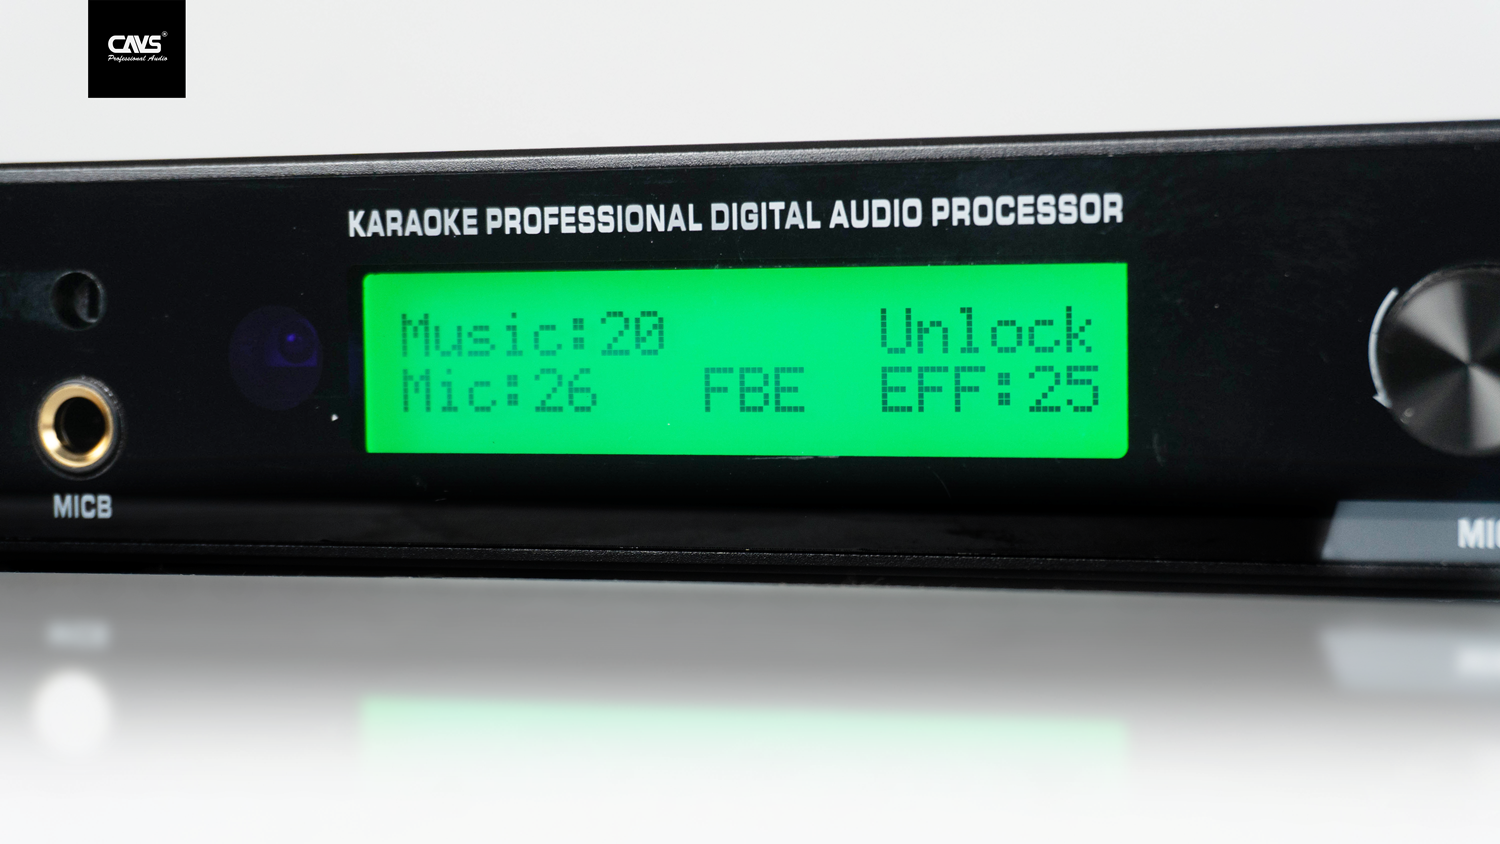 CAVS®
Professional Audio
KARAOKE PROFESSIONAL DIGITAL AUDIO PROCESSOR
Music:20 Unlock
Mic:26 FBE EFF:25
MICB